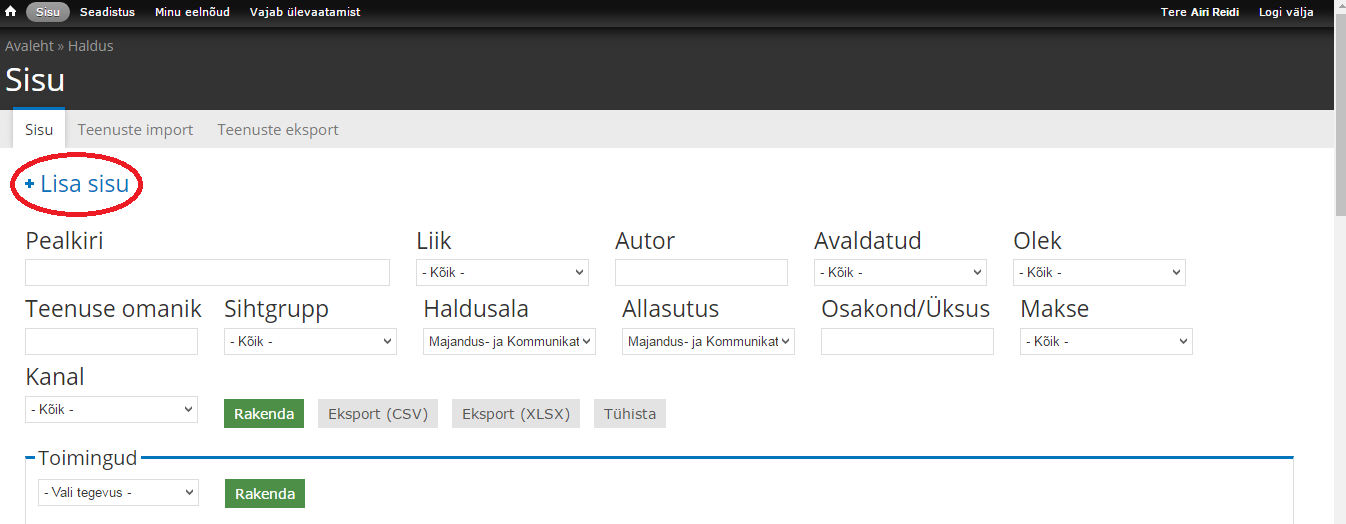 Sisu Seadistus Minu eelnõud Vajab ülevaatamist Tere Airi Reidi Logi välja
Avaleht » Haldus
Sisu
Sisu Teenuste import Teenuste eksport
+ Lisa sisu
Pealkiri Liik Autor Avaldatud Olek
- Kõik - - Kõik - - Kõik -
Teenuse omanik Sihtgrupp Haldusala Allasutus Osakond/Üksus Makse
- Kõik - Majandus- ja Kommunikat Majandus- ja Kommunikat - Kõik -
Kanal
- Kõik - Rakenda Eksport (CSV) Eksport (XLSX) Tühista
Toimingud
- Vali tegevus - Rakenda